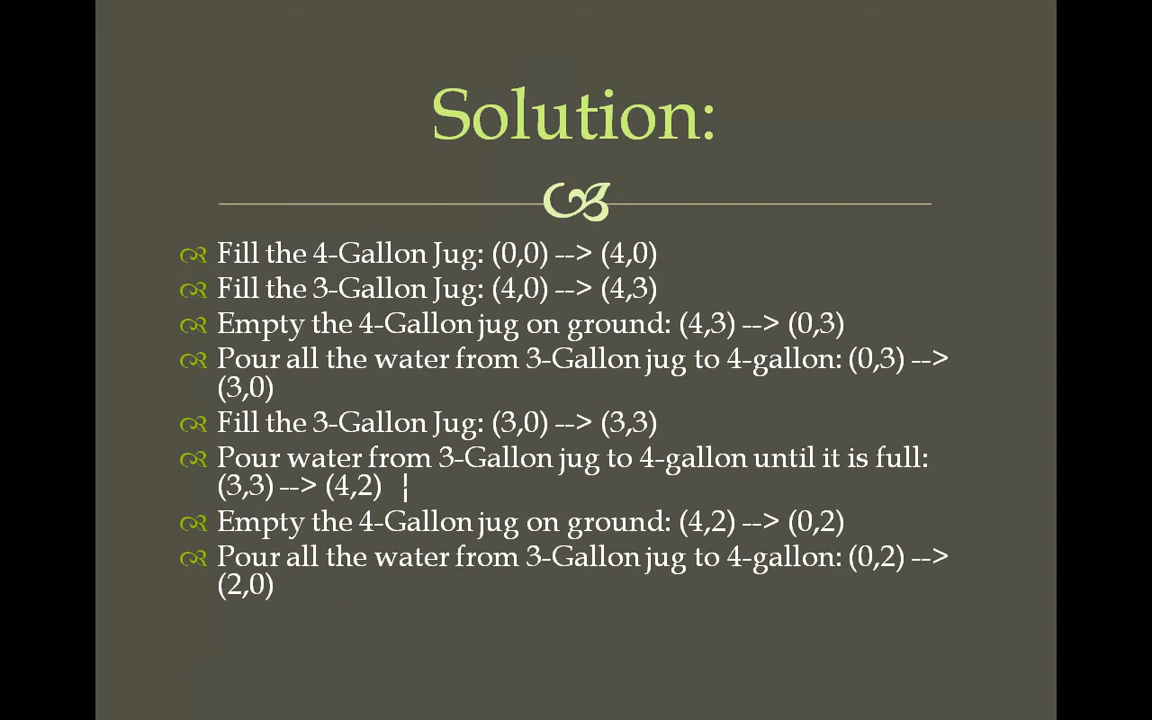 Solution:
Fill the 4-Gallon Jug: (0,0) --> (4,0)
Fill the 3-Gallon Jug: (4,0) --> (4,3)
Empty the 4-Gallon jug on ground: (4,3) --> (0,3)
Pour all the water from 3-Gallon jug to 4-gallon: (0,3) -->
(3,0)
Fill the 3-Gallon Jug: (3,0) --> (3,3)
Pour water from 3-Gallon jug to 4-gallon until it is full:
(3,3) --> (4,2) ¦
Empty the 4-Gallon jug on ground: (4,2) --> (0,2)
Pour all the water from 3-Gallon jug to 4-gallon: (0,2) -->
(2,0)